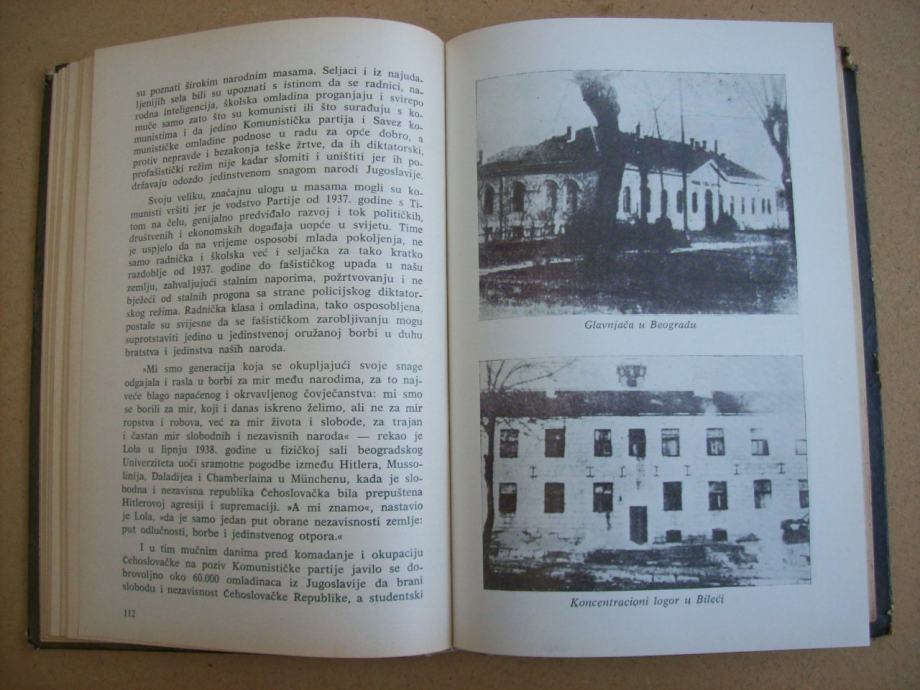 su poznati širokim narodnim masama. Seljaci i iz najuda-
ljenijih sela bili su upoznati s istinom da se radnici, na-
rodna inteligencija, školska omladina proganjaju i svirepo
muče samo zato što su komunisti ili što surađuju s ko-
munistima i da jedino Komunistička partija i Savez ko-
munističke omladine podnose u radu za opće dobro, a
protiv nepravde i bezakonja teške žrtve, da ih diktatorski,
profašistički režim nije kadar slomiti i uništiti jer ih po-
državaju odozdo jedinstvenom snagom narodi Jugoslavije.
Svoju veliku, značajnu ulogu u masama mogli su ko-
munisti vršiti jer je vodstvo Partije od 1937. godine s Ti-
tom na čelu, genijalno predviđalo razvoj i tok političkih,
društvenih i ekonomskih događaja uopće u svijetu. Time
je uspjelo da na vrijeme osposobi mlada pokoljenja, ne
samo radnička i školska već i seljačka za tako kratko
razdoblje od 1937. godine do fašističkog upada u našu
zemlju, zahvaljujući stalnim naporima, požrtvovanju i ne
bježeći od stalnih progona sa strane policijskog diktator-
skog režima. Radnička klasa i omladina, tako osposobljena,
postale su svijesne da se fašističkom zarobljivanju mogu
suprotstaviti jedino u jedinstvenoj oružanoj borbi u duhu
bratstva i jedinstva naših naroda.
»Mi smo generacija koja se okupljajući svoje snage
odgajala i rasla u borbi za mir među narodima, za to naj-
veće blago napaćenog i okrvavljenog čovječanstva: mi smo
se borili za mir, koji i danas iskreno želimo, ali ne za mir
ropstva i robova, već za mir života i slobode, za trajan
i častan mir slobodnih i nezavisnih naroda« — rekao je
Lola u lipnju 1938. godine u fizičkoj sali beogradskog
Univerziteta uoči sramotne pogodbe između Hitlera, Musso-
linija, Daladijea i Chamberlaina u Münchenu, kada je slo-
bodna i nezavisna republika Čehoslovačka bila prepuštena
Hitlerovoj agresiji i supremaciji. »A mi znamo«, nastavio
je Lola, »da je samo jedan put obrane nezavisnosti zemlje:
put odlučnosti, borbe i jedinstvenog otpora.«
I u tim mučnim danima pred komadanje i okupaciju
Čehoslovačke na poziv Komunističke partije javilo se do-
brovoljno oko 60.000 omladinaca iz Jugoslavije da brani
slobodu i nezavisnost Čehoslovačke Republike, a studentski
112
Glavnjača u Beogradu
Koncentracioni logor u Bileći